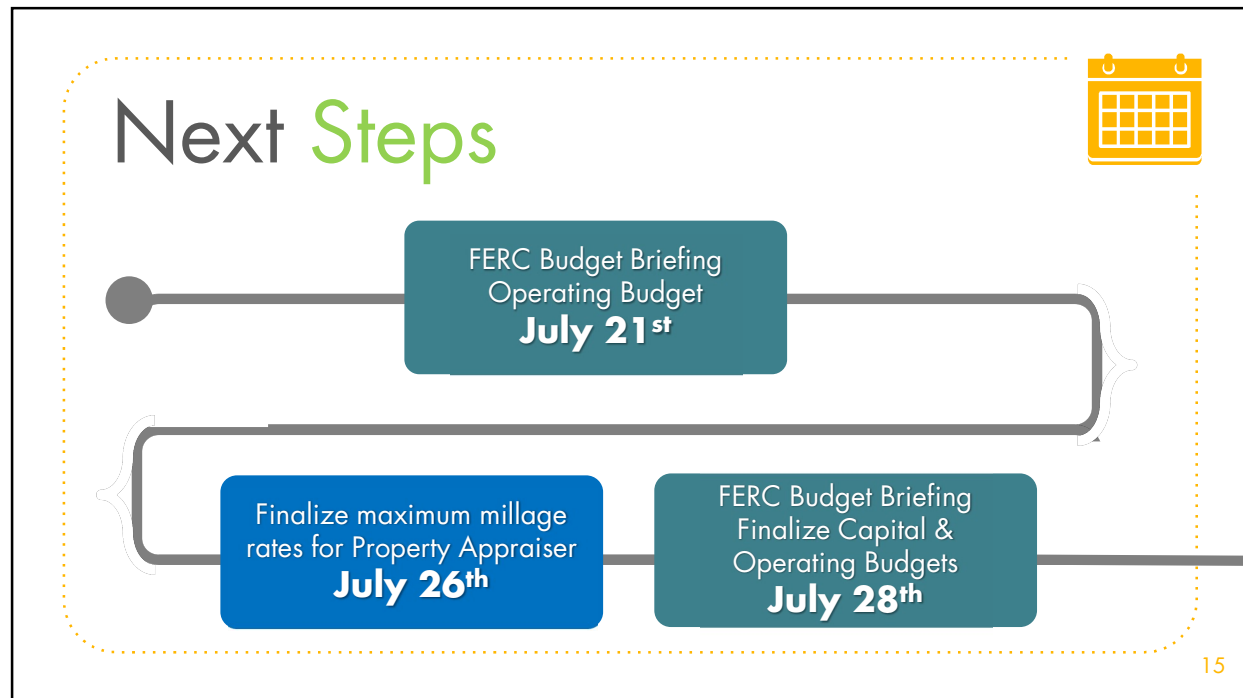 Next Steps
FERC Budget Briefing
Operating Budget
July 21st
Finalize maximum millage
rates for Property Appraiser
July 26th
FERC Budget Briefing
Finalize Capital &
Operating Budgets
July 28th
15